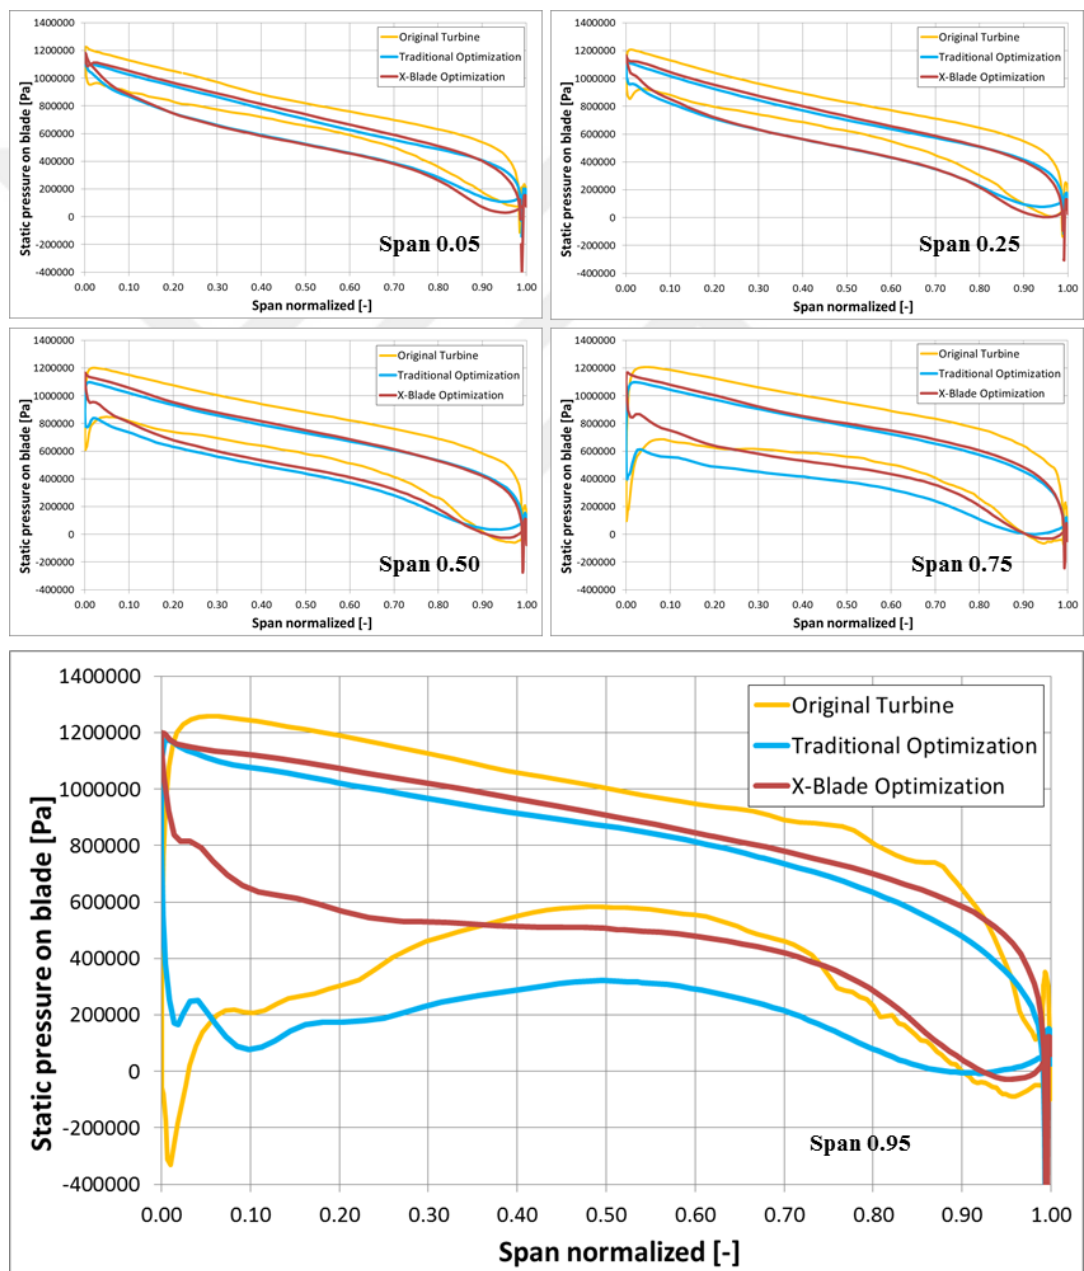 1400000
1200000
1000000
800000
600000
400000
200000
0
-200000
-400000
Static pressure on blade [Pa]
Original Turbine
Traditional Optimization
X-Blade Optimization
Span 0.05
0.00 0.10 0.20 0.30 0.40 0.50 0.60 0.70 0.80 0.90 1.00
Span normalized [-]
1400000
1200000
1000000
800000
600000
400000
200000
0
-200000
-400000
Static pressure on blade [Pa]
Original Turbine
Traditional Optimization
X-Blade Optimization
Span 0.25
0.00 0.10 0.20 0.30 0.40 0.50 0.60 0.70 0.80 0.90 1.00
Span normalized [-]
1400000
1200000
1000000
800000
600000
400000
200000
0
-200000
-400000
Static pressure on blade [Pa]
Original Turbine
Traditional Optimization
X-Blade Optimization
Span 0.50
0.00 0.10 0.20 0.30 0.40 0.50 0.60 0.70 0.80 0.90 1.00
Span normalized [-]
1400000
1200000
1000000
800000
600000
400000
200000
0
-200000
-400000
Static pressure on blade [Pa]
Original Turbine
Traditional Optimization
X-Blade Optimization
Span 0.75
0.00 0.10 0.20 0.30 0.40 0.50 0.60 0.70 0.80 0.90 1.00
Span normalized [-]
1400000
1200000
1000000
800000
600000
400000
200000
0
-200000
-400000
Static pressure on blade [Pa]
Original Turbine
Traditional Optimization
X-Blade Optimization
Span 0.95
0.00 0.10 0.20 0.30 0.40 0.50 0.60 0.70 0.80 0.90 1.00
Span normalized [-]